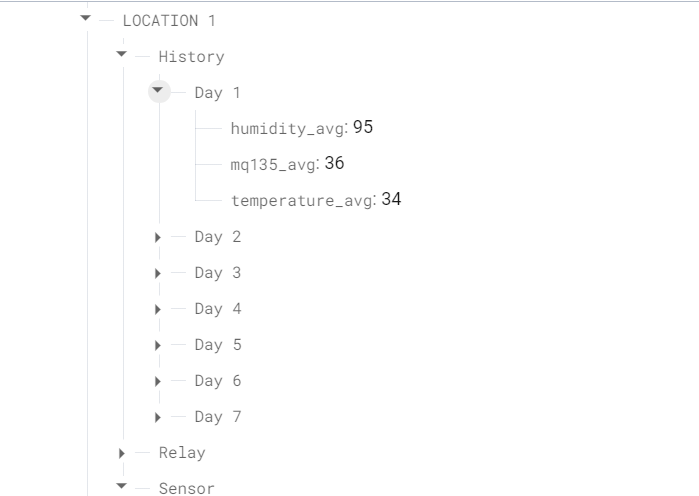 LOCATION 1
History
Day 1
humidity_avg: 95
mq135_avg: 36
temperature_avg: 34
Day 2
Day 3
Day 4
Day 5
Day 6
Day 7
Relay
Sensor